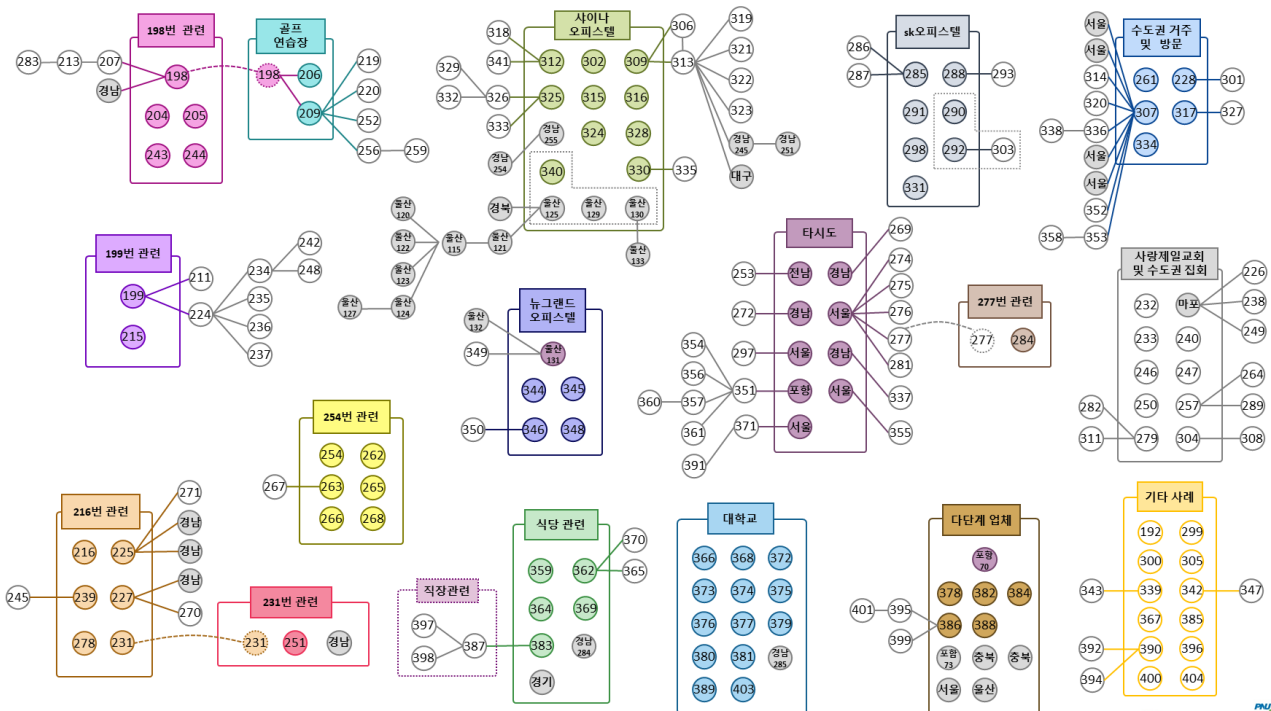 198번 관련
283
213
207
경남
198
204
205
243
244
골프
연습장
198
206
209
219
220
252
256
259
샤이나
오피스텔
318
341
329
332
326
333
312
302
309
325
315
316
324
328
340
330
335
경남
255
경남
254
경북
울산
125
울산
129
울산
130
울산
133
울산
121
울산
115
울산
120
울산
122
울산
123
울산
124
울산
127
306
313
319
321
322
323
경남
245
경남
251
대구
sk오피스텔
286
287
285
288
293
291
290
298
292
303
331
수도권 거주
및 방문
서울
서울
314
320
338
336
서울
서울
352
358
353
261
228
301
307
317
327
334
199번 관련
199
211
215
224
234
242
248
235
236
237
뉴그랜드
오피스텔
울산
132
349
울산
131
344
345
350
346
348
타시도
253
전남
경남
269
272
경남
서울
274
275
276
277
281
297
서울
경남
337
354
356
360
357
361
351
포항
서울
355
371
서울
391
277번 관련
277
284
사랑제일교회
및 수도권 집회
232
마포
226
238
249
233
240
246
247
250
257
264
289
282
311
279
304
308
254번 관련
254
262
267
263
265
266
268
216번 관련
216
225
271
경남
경남
245
239
227
경남
270
278
231
231번 관련
231
251
경남
직장관련
397
398
387
식당 관련
359
362
370
365
364
369
383
경남
284
경기
대학교
366
368
372
373
374
375
376
377
379
380
381
경남
285
389
403
다단계 업체
포항
70
378
382
384
401
395
399
386
388
포항
73
충북
충북
서울
울산
기타 사례
192
299
300
305
343
339
342
347
367
385
392
394
390
396
400
404
PNU